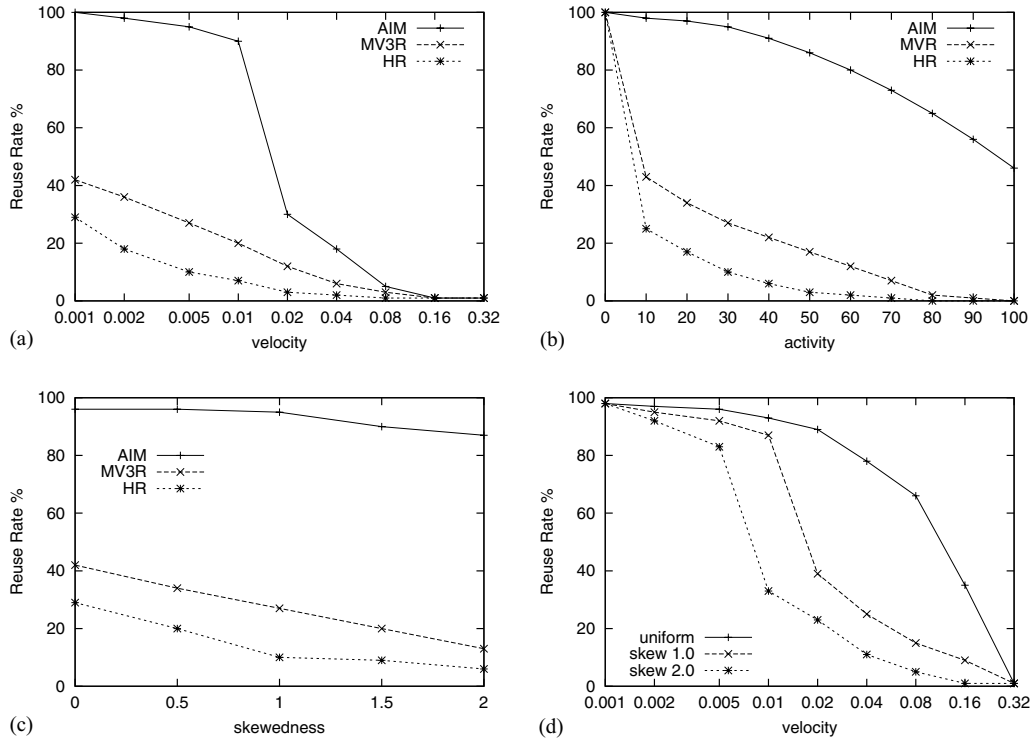 100
80
60
40
20
0
Reuse Rate %
AIM
MV3R
HR
0.001 0.002 0.005 0.01 0.02 0.04 0.08 0.16 0.32
velocity
(a)
100
80
60
40
20
0
Reuse Rate %
AIM
MVR
HR
0 10 20 30 40 50 60 70 80 90 100
activity
(b)
100
80
60
40
20
0
Reuse Rate %
AIM
MV3R
HR
0 0.5 1 1.5 2
skewedness
(c)
100
80
60
40
20
0
Reuse Rate %
uniform
skew 1.0
skew 2.0
0.001 0.002 0.005 0.01 0.02 0.04 0.08 0.16 0.32
velocity
(d)